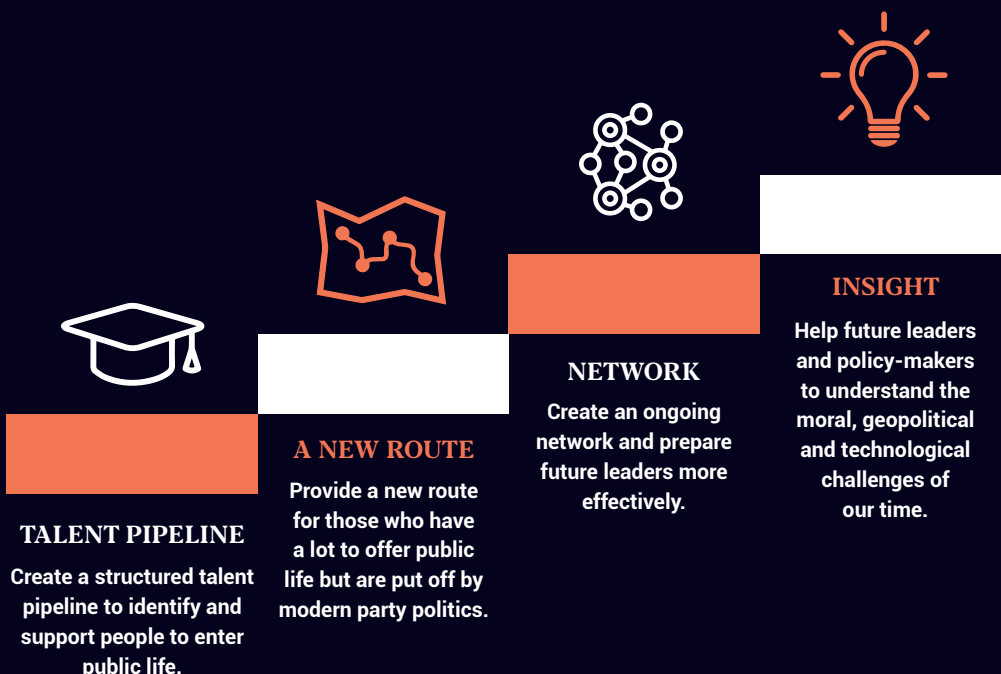 TALENT PIPELINE
Create a structured talent
pipeline to identify and
support people to enter
public life.
A NEW ROUTE
Provide a new route
for those who have
a lot to offer public
life but are put off by
modern party politics.
NETWORK
Create an ongoing
network and prepare
future leaders more
effectively.
INSIGHT
Help future leaders
and policy-makers
to understand the
moral, geopolitical
and technological
challenges of
our time.